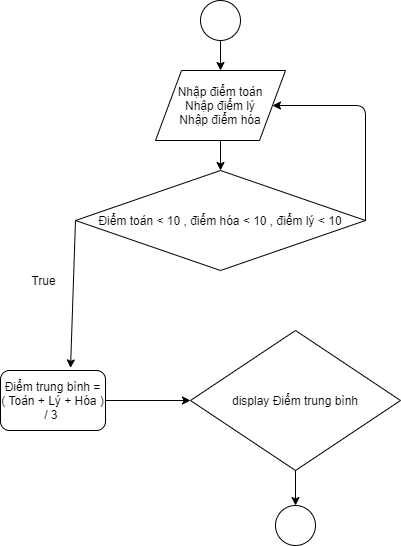 Nhập điểm toán
Nhập điểm lý
Nhập điểm hóa
Điểm toán < 10 , điểm hóa < 10 , điểm lý < 10
True
Điểm trung bình =
( Toán + Lý + Hóa )
/ 3
display Điểm trung bình